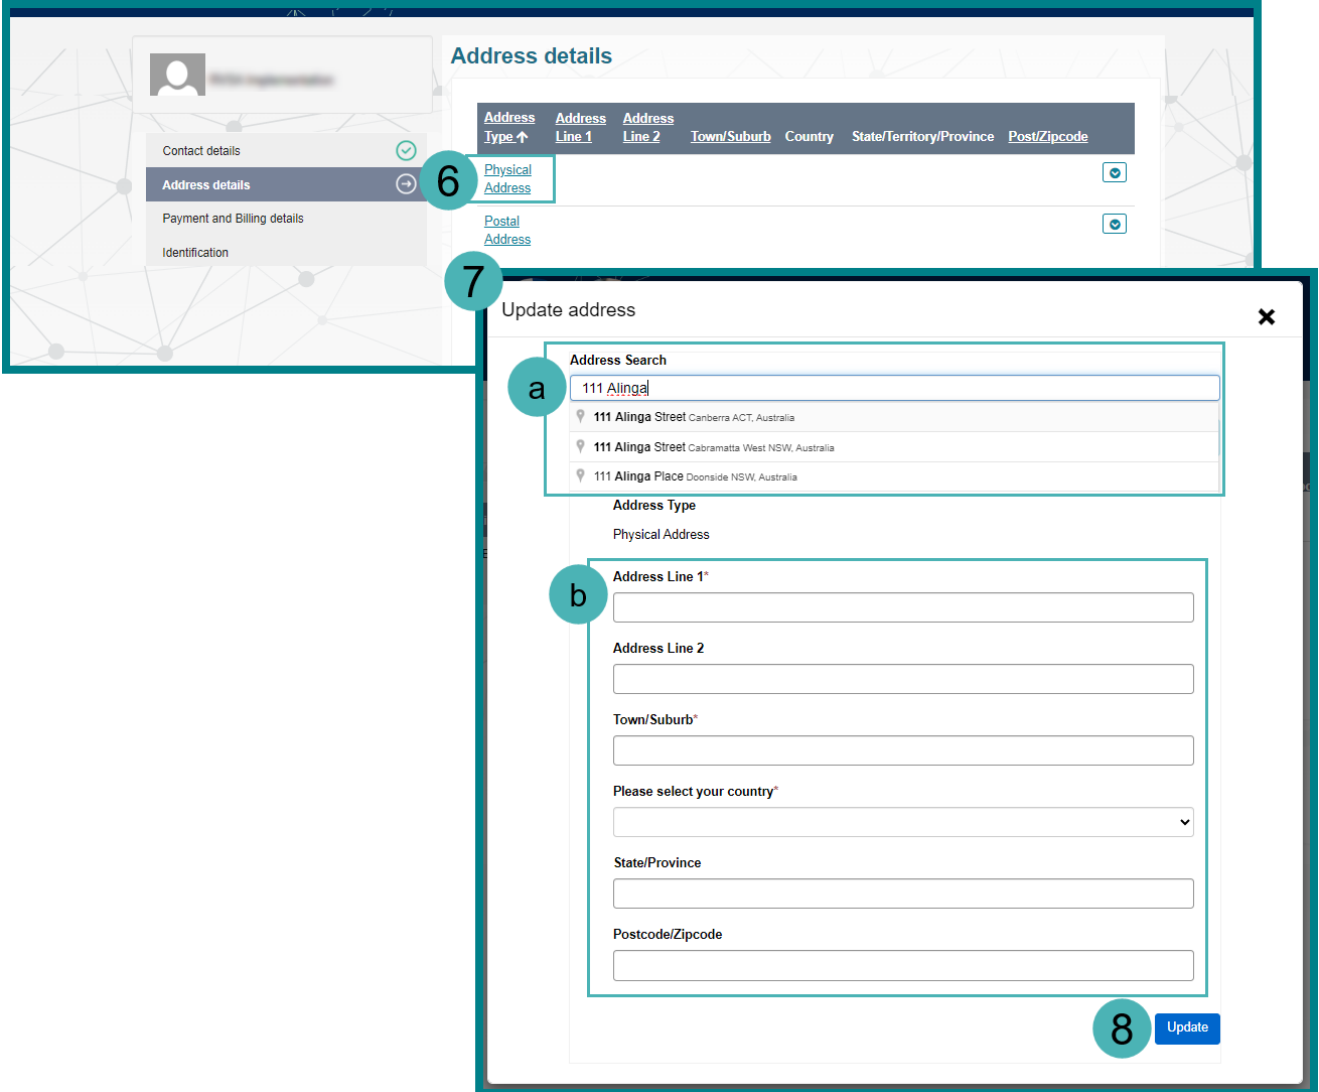 Address details
Contact details
Address details
Payment and Billing details
Identification
Address Type ↑ Address Line 1 Address Line 2 Town/Suburb Country State/Territory/Province Post/Zipcode
6
Physical
Address
Postal
Address
7
Update address
a
Address Search
111 Alinga
111 Alinga Street Canberra ACT, Australia
111 Alinga Street Cabramatta West NSW, Australia
111 Alinga Place Doonside NSW, Australia
Address Type
Physical Address
b
Address Line 1*
Address Line 2
Town/Suburb*
Please select your country*
State/Province
Postcode/Zipcode
8
Update